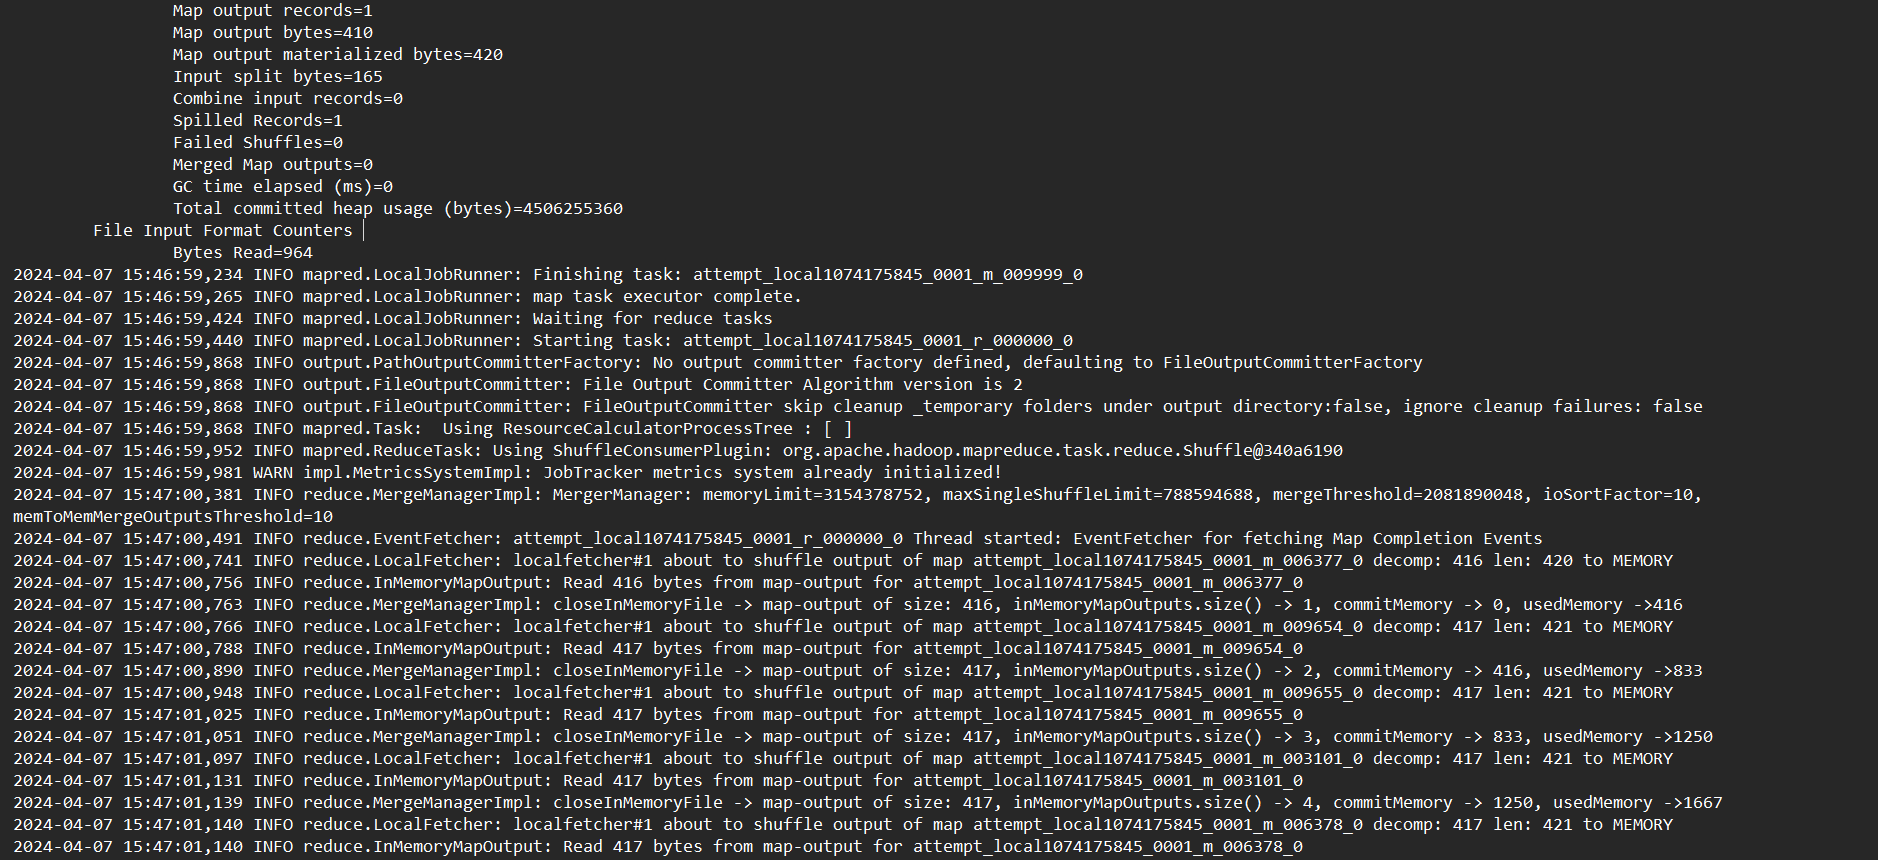 Map output records=1
Map output bytes=410
Map output materialized bytes=420
Input split bytes=165
Combine input records=0
Spilled Records=1
Failed Shuffles=0
Merged Map outputs=0
GC time elapsed (ms)=0
Total committed heap usage (bytes)=4506255360
File Input Format Counters
Bytes Read=964
2024-04-07 15:46:59,234 INFO mapred.LocalJobRunner: Finishing task: attempt_local1074175845_0001_m_009999_0
2024-04-07 15:46:59,265 INFO mapred.LocalJobRunner: map task executor complete.
2024-04-07 15:46:59,424 INFO mapred.LocalJobRunner: Waiting for reduce tasks
2024-04-07 15:46:59,440 INFO mapred.LocalJobRunner: Starting task: attempt_local1074175845_0001_r_000000_0
2024-04-07 15:46:59,868 INFO output.PathOutputCommitterFactory: No output committer factory defined, defaulting to FileOutputCommitterFactory
2024-04-07 15:46:59,868 INFO output.FileOutputCommitter: File Output Committer Algorithm version is 2
2024-04-07 15:46:59,868 INFO output.FileOutputCommitter: FileOutputCommitter skip cleanup _temporary folders under output directory:false, ignore cleanup failures: false
2024-04-07 15:46:59,868 INFO mapred.Task:  Using ResourceCalculatorProcessTree : [ ]
2024-04-07 15:46:59,952 INFO mapred.ReduceTask: Using ShuffleConsumerPlugin: org.apache.hadoop.mapreduce.task.reduce.Shuffle@340a6190
2024-04-07 15:46:59,981 WARN impl.MetricsSystemImpl: JobTracker metrics system already initialized!
2024-04-07 15:47:00,381 INFO reduce.MergeManagerImpl: MergerManager: memoryLimit=3154378752, maxSingleShuffleLimit=788594688, mergeThreshold=2081890048, ioSortFactor=10,
memToMemMergeOutputsThreshold=10
2024-04-07 15:47:00,491 INFO reduce.EventFetcher: attempt_local1074175845_0001_r_000000_0 Thread started: EventFetcher for fetching Map Completion Events
2024-04-07 15:47:00,741 INFO reduce.LocalFetcher: localfetcher#1 about to shuffle output of map attempt_local1074175845_0001_m_006377_0 decomp: 416 len: 420 to MEMORY
2024-04-07 15:47:00,756 INFO reduce.InMemoryMapOutput: Read 416 bytes from map-output for attempt_local1074175845_0001_m_006377_0
2024-04-07 15:47:00,763 INFO reduce.MergeManagerImpl: closeInMemoryFile -> map-output of size: 416, inMemoryMapOutputs.size() -> 1, commitMemory -> 0, usedMemory ->416
2024-04-07 15:47:00,766 INFO reduce.LocalFetcher: localfetcher#1 about to shuffle output of map attempt_local1074175845_0001_m_009654_0 decomp: 417 len: 421 to MEMORY
2024-04-07 15:47:00,788 INFO reduce.InMemoryMapOutput: Read 417 bytes from map-output for attempt_local1074175845_0001_m_009654_0
2024-04-07 15:47:00,890 INFO reduce.MergeManagerImpl: closeInMemoryFile -> map-output of size: 417, inMemoryMapOutputs.size() -> 2, commitMemory -> 416, usedMemory ->833
2024-04-07 15:47:00,948 INFO reduce.LocalFetcher: localfetcher#1 about to shuffle output of map attempt_local1074175845_0001_m_009655_0 decomp: 417 len: 421 to MEMORY
2024-04-07 15:47:01,025 INFO reduce.InMemoryMapOutput: Read 417 bytes from map-output for attempt_local1074175845_0001_m_009655_0
2024-04-07 15:47:01,051 INFO reduce.MergeManagerImpl: closeInMemoryFile -> map-output of size: 417, inMemoryMapOutputs.size() -> 3, commitMemory -> 833, usedMemory ->1250
2024-04-07 15:47:01,097 INFO reduce.LocalFetcher: localfetcher#1 about to shuffle output of map attempt_local1074175845_0001_m_003101_0 decomp: 417 len: 421 to MEMORY
2024-04-07 15:47:01,131 INFO reduce.InMemoryMapOutput: Read 417 bytes from map-output for attempt_local1074175845_0001_m_003101_0
2024-04-07 15:47:01,139 INFO reduce.MergeManagerImpl: closeInMemoryFile -> map-output of size: 417, inMemoryMapOutputs.size() -> 4, commitMemory -> 1250, usedMemory ->1667
2024-04-07 15:47:01,140 INFO reduce.LocalFetcher: localfetcher#1 about to shuffle output of map attempt_local1074175845_0001_m_006378_0 decomp: 417 len: 421 to MEMORY
2024-04-07 15:47:01,140 INFO reduce.InMemoryMapOutput: Read 417 bytes from map-output for attempt_local1074175845_0001_m_006378_0